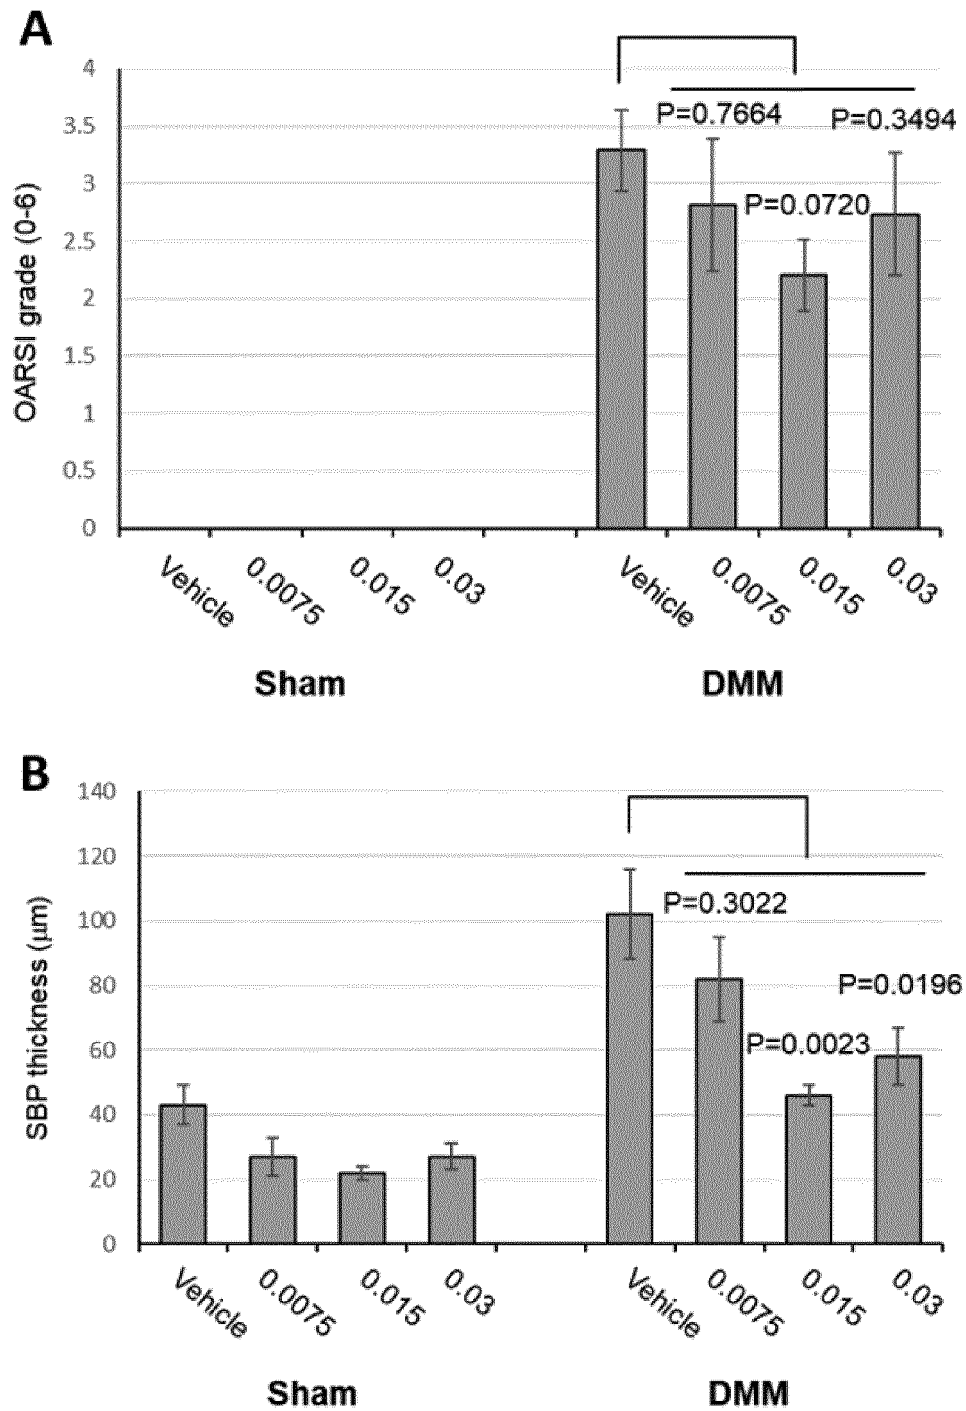 A
4
3.5
3
2.5
2
1.5
1
0.5
0
OARSI grade (0-6)
P=0.7664
P=0.3494
P=0.0720
Vehicle
0.0075
0.015
0.03
Vehicle
0.0075
0.015
0.03
Sham
DMM
B
140
120
100
80
60
40
20
0
SBP thickness (μm)
P=0.3022
P=0.0196
P=0.0023
Vehicle
0.0075
0.015
0.03
Vehicle
0.0075
0.015
0.03
Sham
DMM